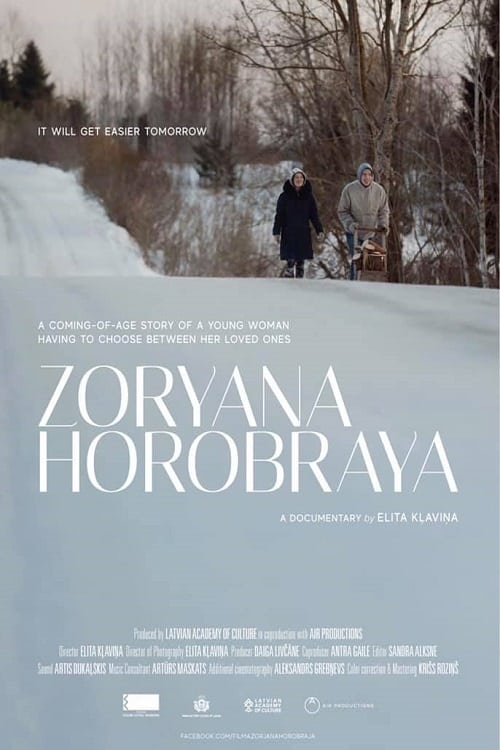 IT WILL GET EASIER TOMORROW
A COMING-OF-AGE STORY OF A YOUNG WOMAN
HAVING TO CHOOSE BETWEEN HER LOVED ONES
ZORYANA
HOROBRAYA
A DOCUMENTARY by ELITA KĻAVIŅA
Produced by LATVIAN ACADEMY OF CULTURE in coproduction with AIR PRODUCTIONS
Director ELITA KĻAVIŅA Director of Photography ELITA KĻAVIŅA Producer DAIGA LIVČĀNE Coproducer ANTRA GAILE Editor SANDRA ALKSNE
Sound ARTIS DUKAĻSKIS Music Consultant ARTŪRS MASKATS Additional cinematography ALEKSANDRS GREBŅEVS Color correction & Mastering KRIŠS ROZIŅŠ
LATVIAN
ACADEMY
OF CULTURE
AIR PRODUCTIONS
FACEBOOK.COM/FILMAZORJANAHOROBRAJA